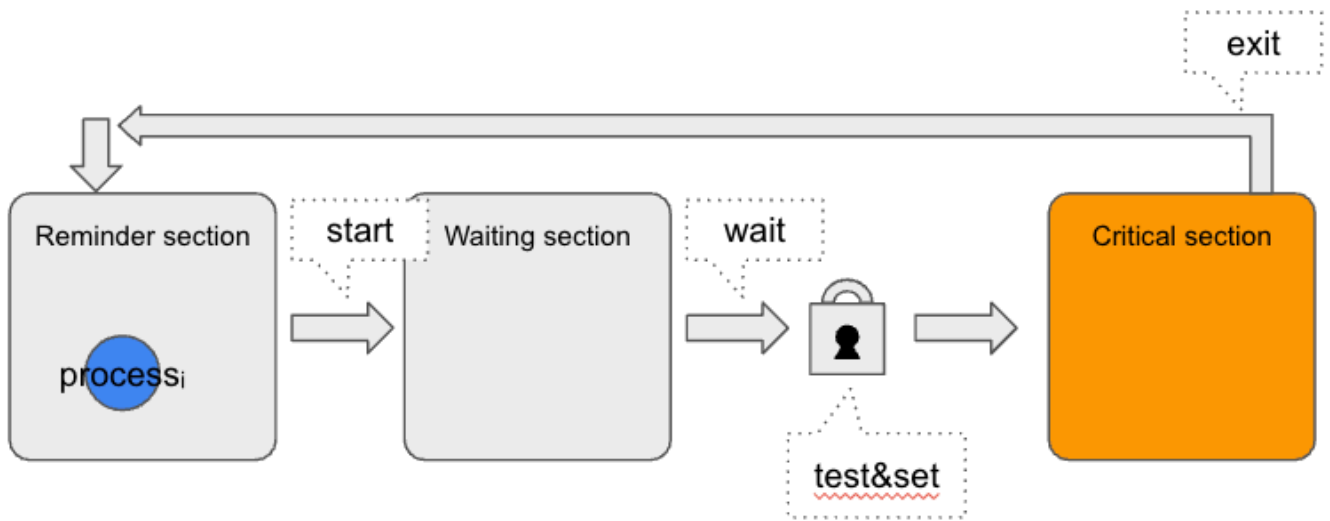 exit
Reminder section
start
Waiting section
wait
Critical section
processᵢ
test&set